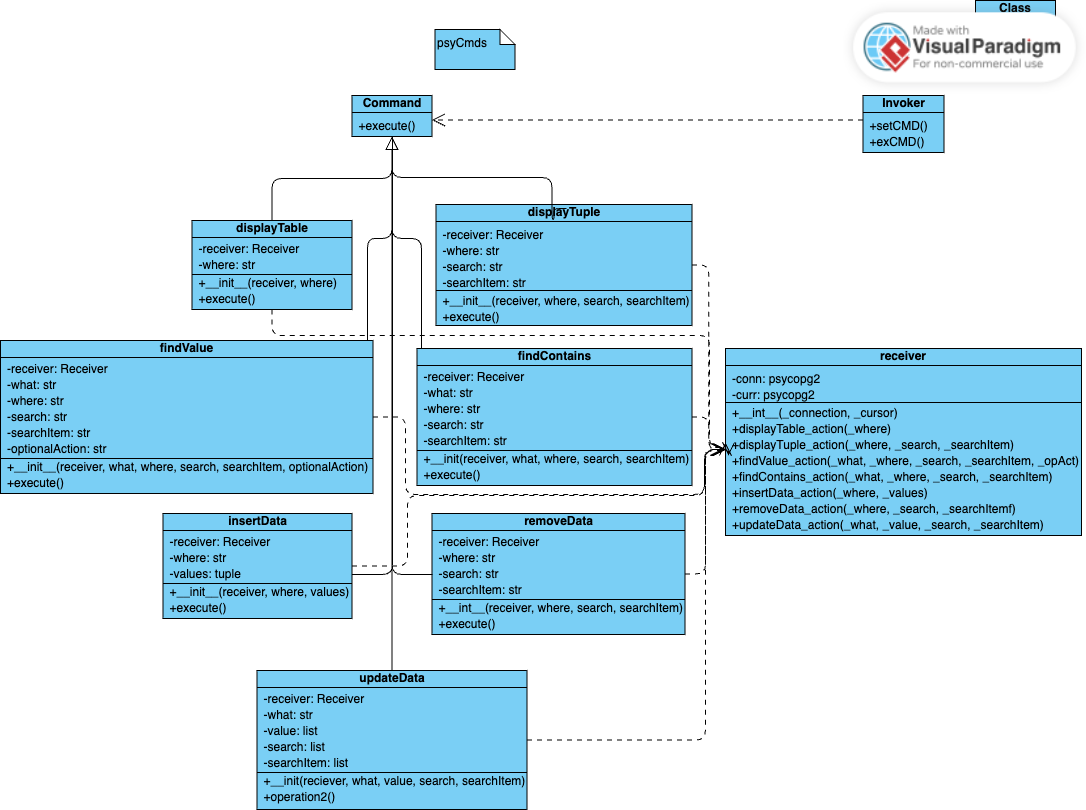 Class
Made with
Visual Paradigm
For non-commercial use
psyCmds
Command
+execute()
Invoker
+setCMD()
+exCMD()
displayTable
-receiver: Receiver
-where: str
+__init__(receiver, where)
+execute()
displayTuple
-receiver: Receiver
-where: str
-search: str
-searchItem: str
+__init__(receiver, where, search, searchItem)
+execute()
findValue
-receiver: Receiver
-what: str
-where: str
-search: str
-searchItem: str
-optionalAction: str
+__init__(receiver, what, where, search, searchItem, optionalAction)
+execute()
findContains
-receiver: Receiver
-what: str
-where: str
-search: str
-searchItem: str
+__init(receiver, what, where, search, searchItem)
+execute()
receiver
-conn: psycopg2
-curr: psycopg2
+__int__(_connection, _cursor)
+displayTable_action(_where)
+displayTuple_action(_where, _search, _searchItem)
+findValue_action(_what, _where, _search, _searchItem, _opAct)
+findContains_action(_what, _where, _search, _searchItem)
+insertData_action(_where, _values)
+removeData_action(_where, _search, _searchItemf)
+updateData_action(_what, _value, _search, _searchItem)
insertData
-receiver: Receiver
-where: str
-values: tuple
+__init__(receiver, where, values)
+execute()
removeData
-receiver: Receiver
-where: str
-search: str
-searchItem: str
+__int__(receiver, where, search, searchItem)
+execute()
updateData
-receiver: Receiver
-what: str
-value: list
-search: list
-searchItem: list
+__init(reciever, what, value, search, searchItem)
+operation2()